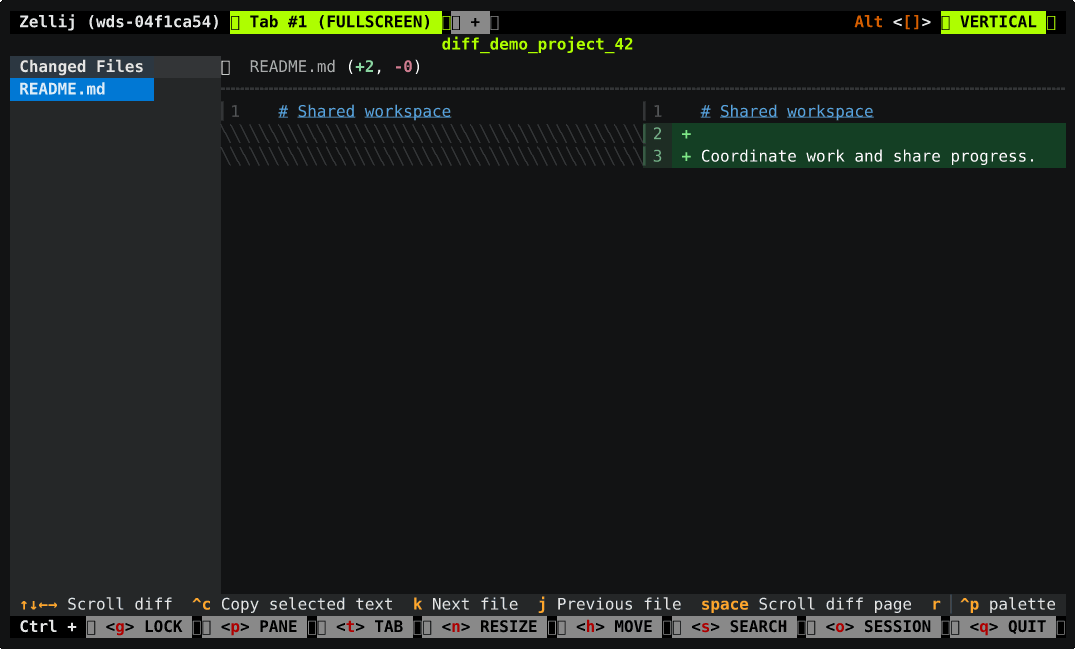 Zellij (wds-04f1ca54) Tab #1 (FULLSCREEN) + Alt <[]> VERTICAL
diff_demo_project_42
Changed Files README.md (+2, -0)
README.md
1 # Shared workspace 1 # Shared workspace
2 +
3 + Coordinate work and share progress.
↑↓←→ Scroll diff ^c Copy selected text k Next file j Previous file space Scroll diff page r ^p palette
Ctrl + <g> LOCK <p> PANE <t> TAB <n> RESIZE <h> MOVE <s> SEARCH <o> SESSION <q> QUIT